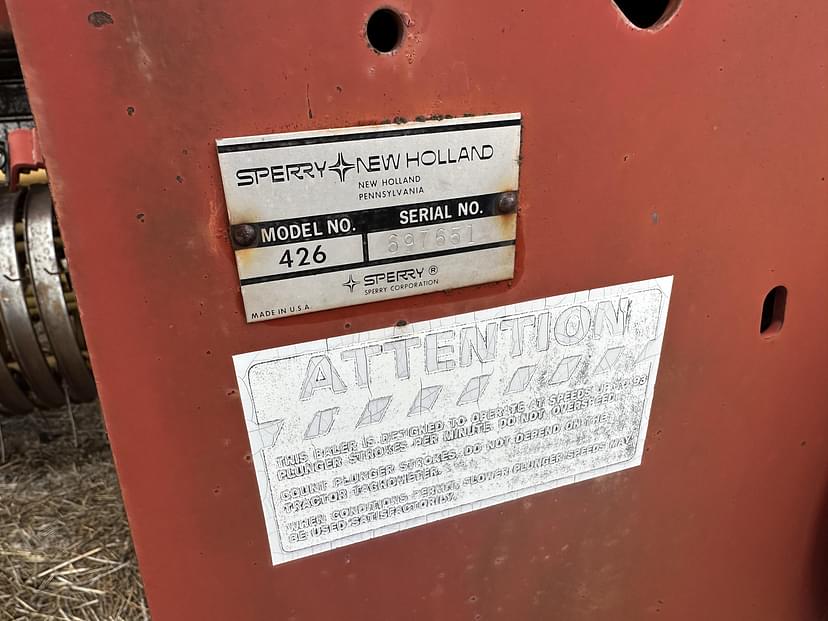 SPERRY NEW HOLLAND
NEW HOLLAND
PENNSYLVANIA
MODEL NO. SERIAL NO.
426 697651
SPERRY ®
SPERRY CORPORATION
MADE IN U.S.A.
ATTENTION
THIS BALER IS DESIGNED TO OPERATE AT SPEEDS UP TO 93
PLUNGER STROKES PER MINUTE. DO NOT OVERSPEED.
COUNT PLUNGER STROKES. DO NOT DEPEND ON THE
TRACTOR TACHOMETER.
WHEN CONDITIONS PERMIT, SLOWER PLUNGER SPEEDS MAY
BE USED SATISFACTORILY.